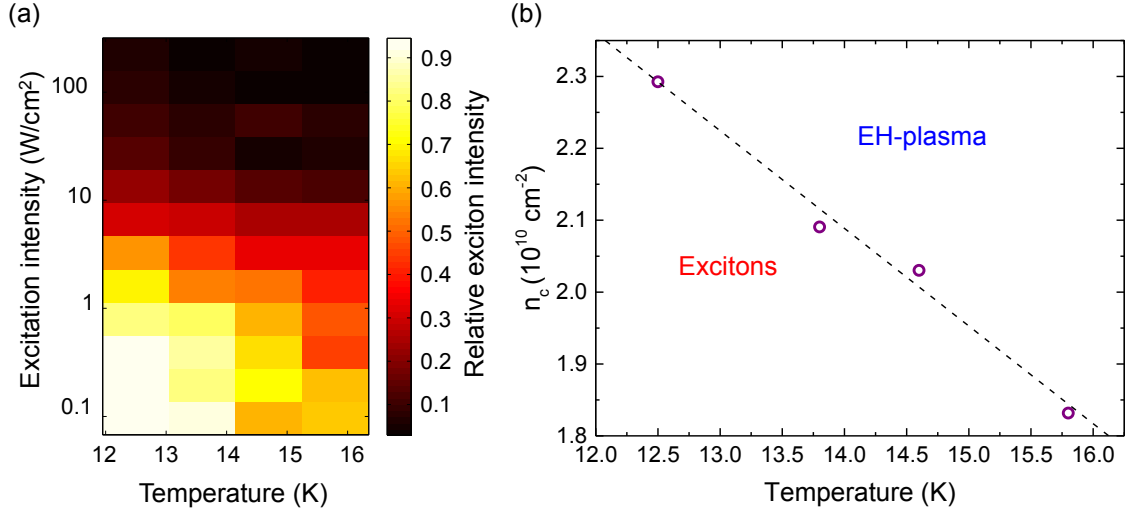 (a)
Excitation intensity (W/cm²)
100
10
1
0.1
12 13 14 15 16
Temperature (K)
0.9
0.8
0.7
0.6
0.5
0.4
0.3
0.2
0.1
Relative exciton intensity
(b)
n_c (10¹⁰ cm⁻²)
2.3
2.2
2.1
2.0
1.9
1.8
EH-plasma
Excitons
12.0 12.5 13.0 13.5 14.0 14.5 15.0 15.5 16.0
Temperature (K)